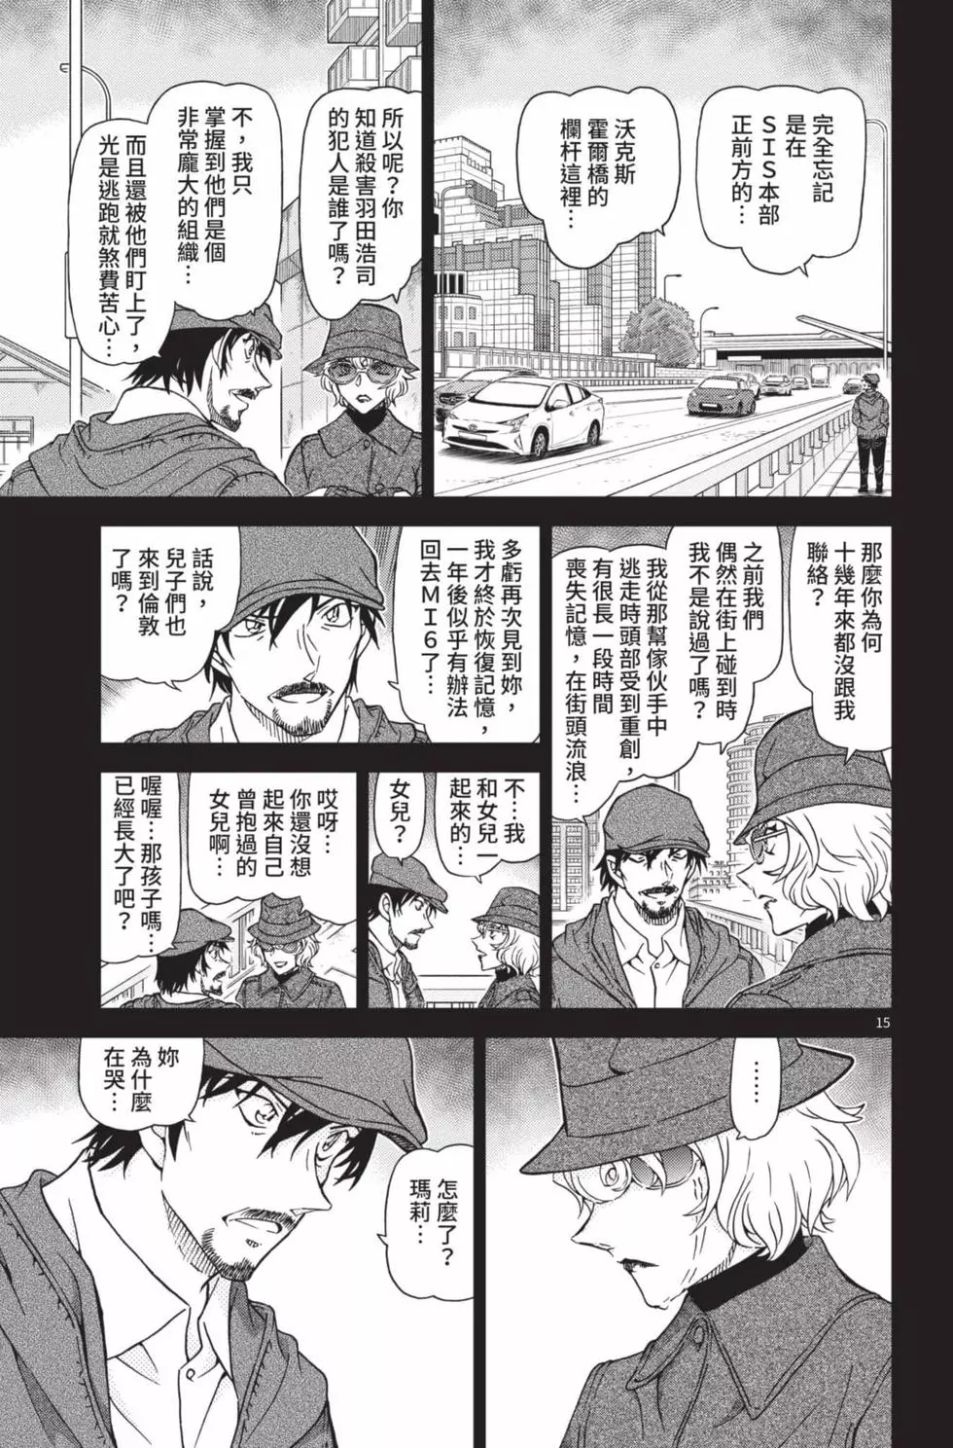 完全忘記
是在
SIS本部
正前方的…
沃克斯
霍爾橋的
欄杆這裡…
所以呢?你
知道殺害羽田浩司
的犯人是誰了嗎?
不,我只
掌握到他們是個
非常龐大的組織…
而且還被他們盯上了,
光是逃跑就煞費苦心…
那麼你為何
十幾年來都沒跟我
聯絡?
之前我們
偶然在街上碰到時
我不是說過了嗎?
我從那幫傢伙手中
逃走時頭部受到重創,
有很長一段時間
喪失記憶,在街頭流浪…
多虧再次見到妳,
我才終於恢復記憶,
一年後似乎有辦法
回去MI6了…
話說,
兒子們也
來到倫敦
了嗎?
不…我
和女兒一
起來的…
女兒?
哎呀…
你還沒想
起來自己
曾抱過的
女兒啊…
喔喔…那孩子嗎…
已經長大了吧?
15
……
怎麼了?
瑪莉…
妳
為什麼
在哭…